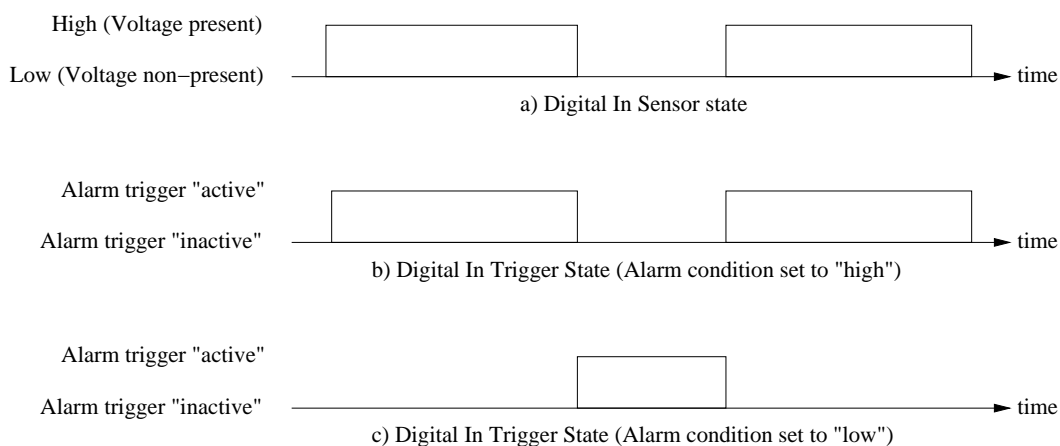 High (Voltage present)
Low (Voltage non−present)
time
a) Digital In Sensor state
Alarm trigger "active"
Alarm trigger "inactive"
time
b) Digital In Trigger State (Alarm condition set to "high")
Alarm trigger "active"
Alarm trigger "inactive"
time
c) Digital In Trigger State (Alarm condition set to "low")